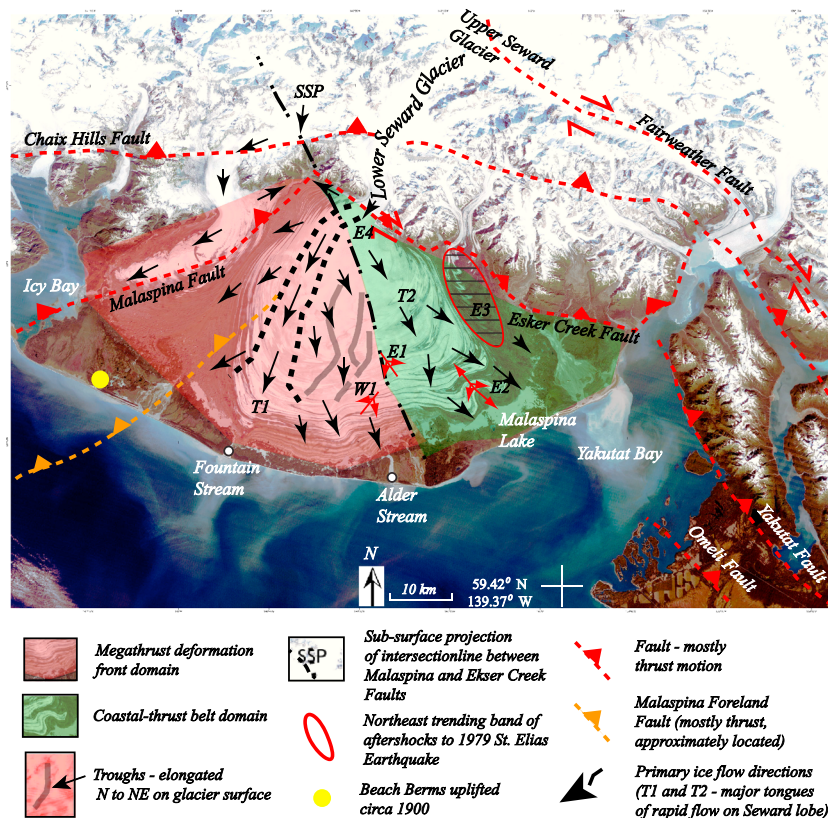 Upper Seward
Glacier
SSP
Lower Seward Glacier
Chaix Hills Fault
Fairweather Fault
E4
Icy Bay
Malaspina Fault
T2
E3
Esker Creek Fault
E1
W1
E2
T1
Malaspina
Lake
Fountain
Stream
Yakutat Bay
Alder
Stream
Yakutat Fault
Omeli Fault
N
10 km
59.42⁰ N
139.37⁰ W
Megathrust deformation
front domain
Coastal-thrust belt domain
Troughs - elongated
N to NE on glacier surface
SSP
Sub-surface projection
of intersectionline between
Malaspina and Ekser Creek
Faults
Northeast trending band of
aftershocks to 1979 St. Elias
Earthquake
Beach Berms uplifted
circa 1900
Fault - mostly
thrust motion
Malaspina Foreland
Fault (mostly thrust,
approximately located)
Primary ice flow directions
(T1 and T2 - major tongues
of rapid flow on Seward lobe)